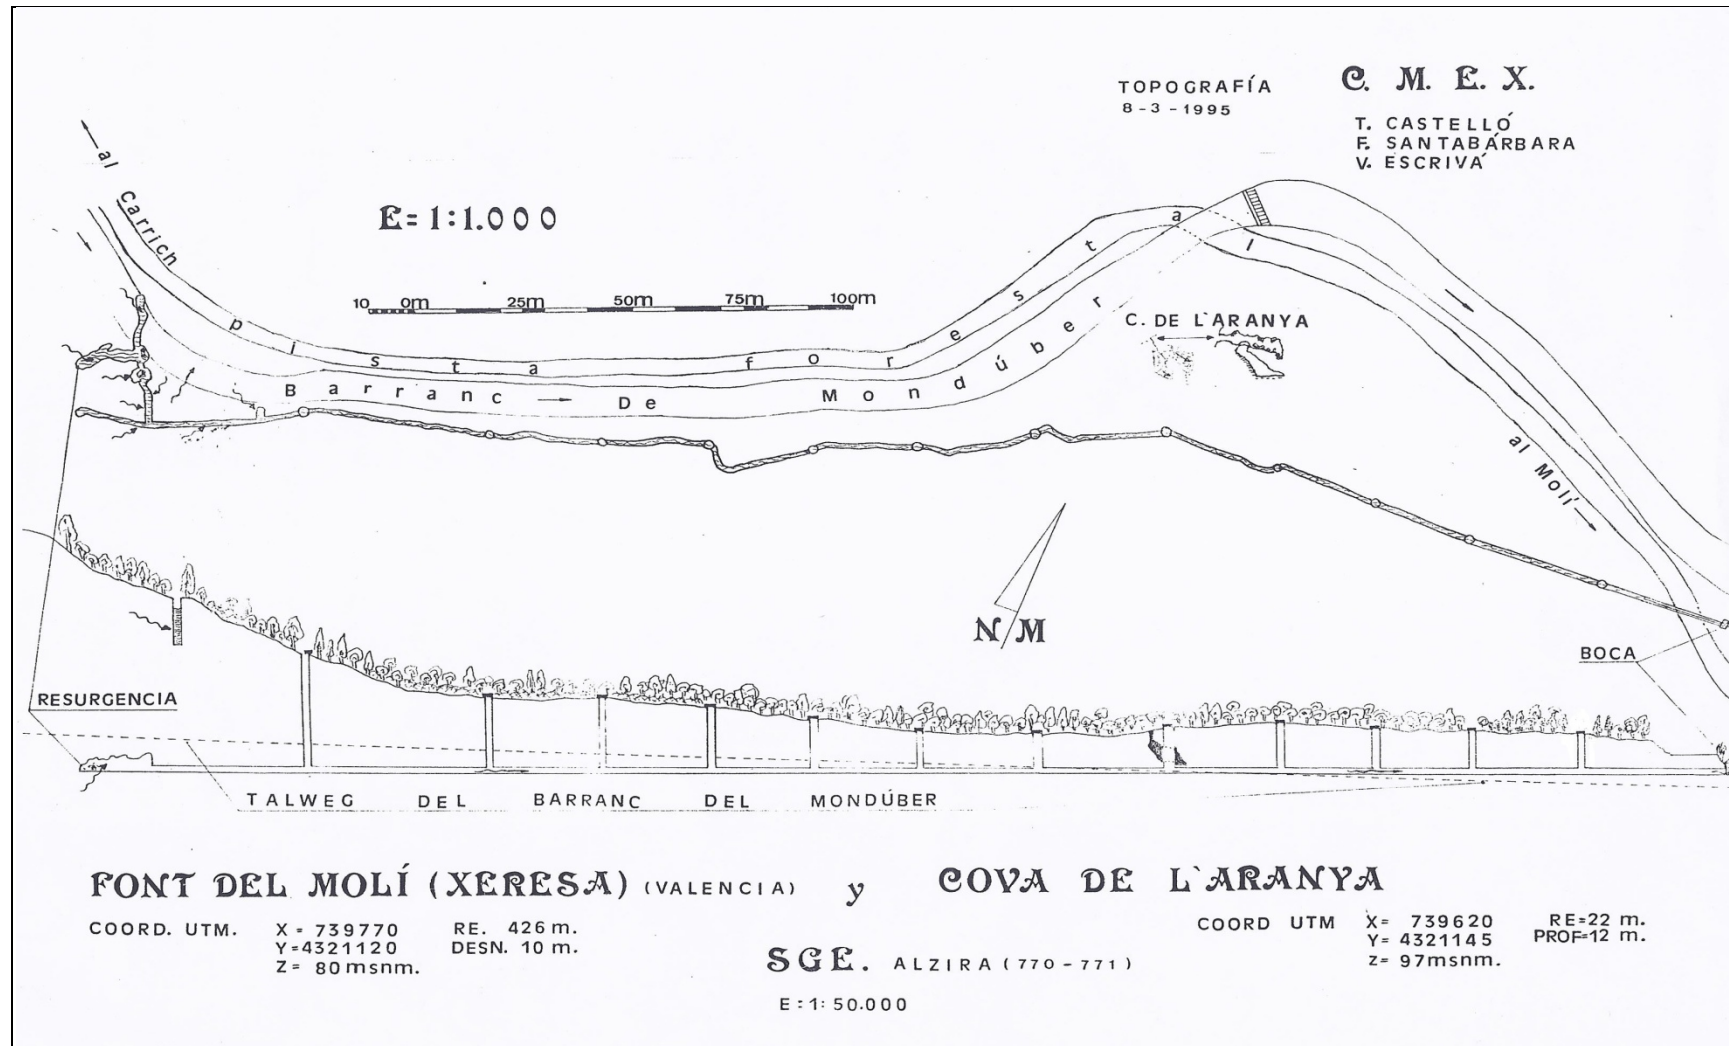 TOPOGRAFÍA
8-3-1995
C. M. E. X.
T. CASTELLÓ
F. SANTABÁRBARA
V. ESCRIVÁ
al Carrich
E= 1:1.000
10 0m 25m 50m 75m 100m
pista forestal
Barranc De Mondúber
C. DE L`ARANYA
al Molí
N M
BOCA
RESURGENCIA
TALWEG DEL BARRANC DEL MONDÚBER
FONT DEL MOLÍ (XERESA) (VALENCIA) y COVA DE L`ARANYA
COORD. UTM. X = 739770 RE. 426 m.
Y=4321120 DESN. 10 m.
Z= 80 msnm.
COORD UTM X= 739620 RE=22 m.
Y= 4321145 PROF=12 m.
z= 97msnm.
SGE. ALZIRA (770-771)
E:1:50.000